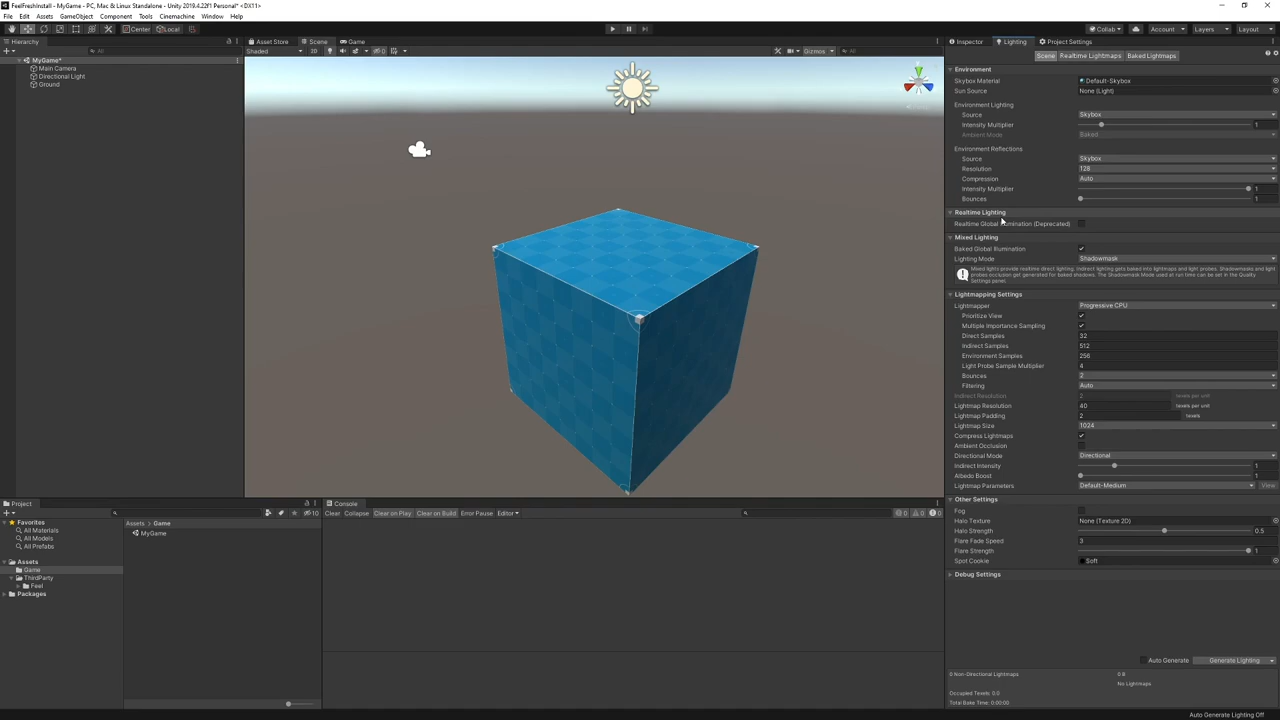 FeelFreshInstall - MyGame - PC, Mac & Linux Standalone - Unity 2019.4.22f1 Personal* <DX11>
File Edit Assets GameObject Component Tools Cinemachine Window Help
Center Local Collab Account Layers Layout
Hierarchy Asset Store Scene Game Inspector Lighting Project Settings
All Shaded 2D 0 Gizmos All
Scene Realtime Lightmaps Baked Lightmaps
MyGame*
Main Camera
Directional Light
Ground
Environment
Skybox Material Default-Skybox
Sun Source None (Light)
Environment Lighting
Source Skybox
Intensity Multiplier 1
Ambient Mode Baked
Environment Reflections
Source Skybox
Resolution 128
Compression Auto
Intensity Multiplier 1
Bounces 1
Realtime Lighting
Realtime Global Illumination (Deprecated)
Mixed Lighting
Baked Global Illumination
Lighting Mode Shadowmask
Mixed lights provide realtime direct lighting. Indirect lighting gets baked into lightmaps and light probes. Shadowmasks and light
probes occlusion get generated for baked shadows. The Shadowmask Mode used at run time can be set in the Quality
Settings panel.
Lightmapping Settings
Lightmapper Progressive CPU
Prioritize View
Multiple Importance Sampling
Direct Samples 32
Indirect Samples 512
Environment Samples 256
Light Probe Sample Multiplier 4
Bounces 2
Filtering Auto
Indirect Resolution 2 texels per unit
Lightmap Resolution 40 texels per unit
Lightmap Padding 2 texels
Lightmap Size 1024
Compress Lightmaps
Ambient Occlusion
Directional Mode Directional
Indirect Intensity 1
Albedo Boost 1
Lightmap Parameters Default-Medium View
Other Settings
Fog
Halo Texture None (Texture 2D)
Halo Strength 0.5
Flare Fade Speed 3
Flare Strength 1
Spot Cookie Soft
Debug Settings
Project
10
Console
Clear Collapse Clear on Play Clear on Build Error Pause Editor 0 0 0
Favorites
All Materials
All Models
All Prefabs
Assets
Game
ThirdParty
Feel
Packages
Assets > Game
MyGame
Auto Generate Generate Lighting
0 Non-Directional Lightmaps 0 B
No Lightmaps
Occupied Texels: 0.0
Total Bake Time: 0:00:00
Auto Generate Lighting Off